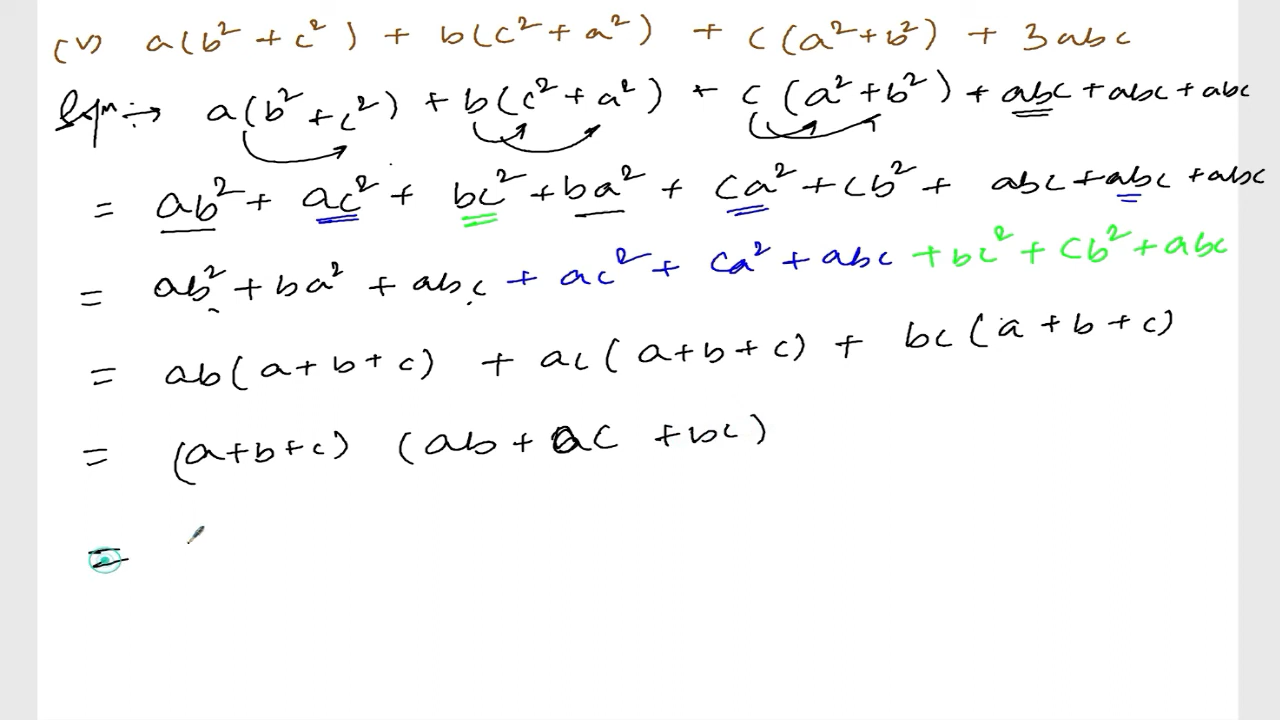 (v) a(b² + c²) + b(c² + a²) + c(a² + b²) + 3abc
Solⁿ :→ a(b² + c²) + b(c² + a²) + c(a² + b²) + abc + abc + abc
= ab² + ac² + bc² + ba² + ca² + cb² + abc + abc + abc
= ab² + ba² + abc + ac² + ca² + abc + bc² + cb² + abc
= ab(a+b+c) + ac(a+b+c) + bc(a+b+c)
= (a+b+c) (ab + ac + bc)
=